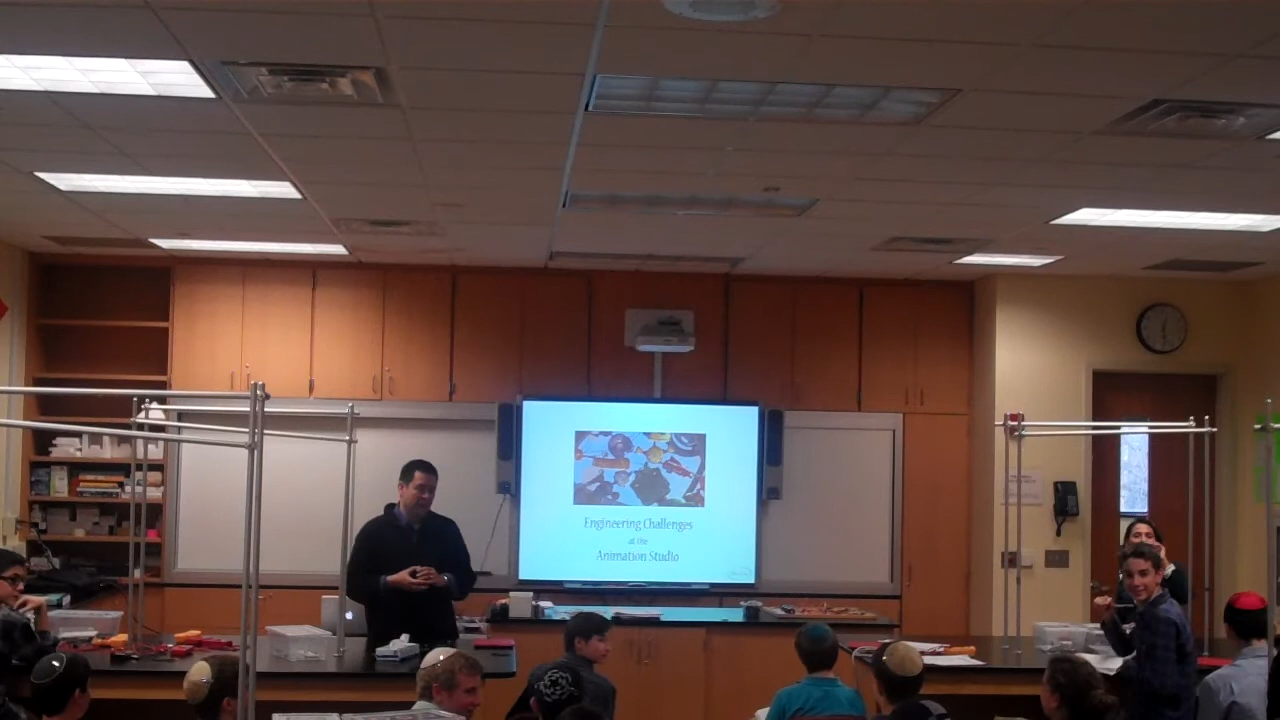 Engineering Challenges
at the
Animation Studio